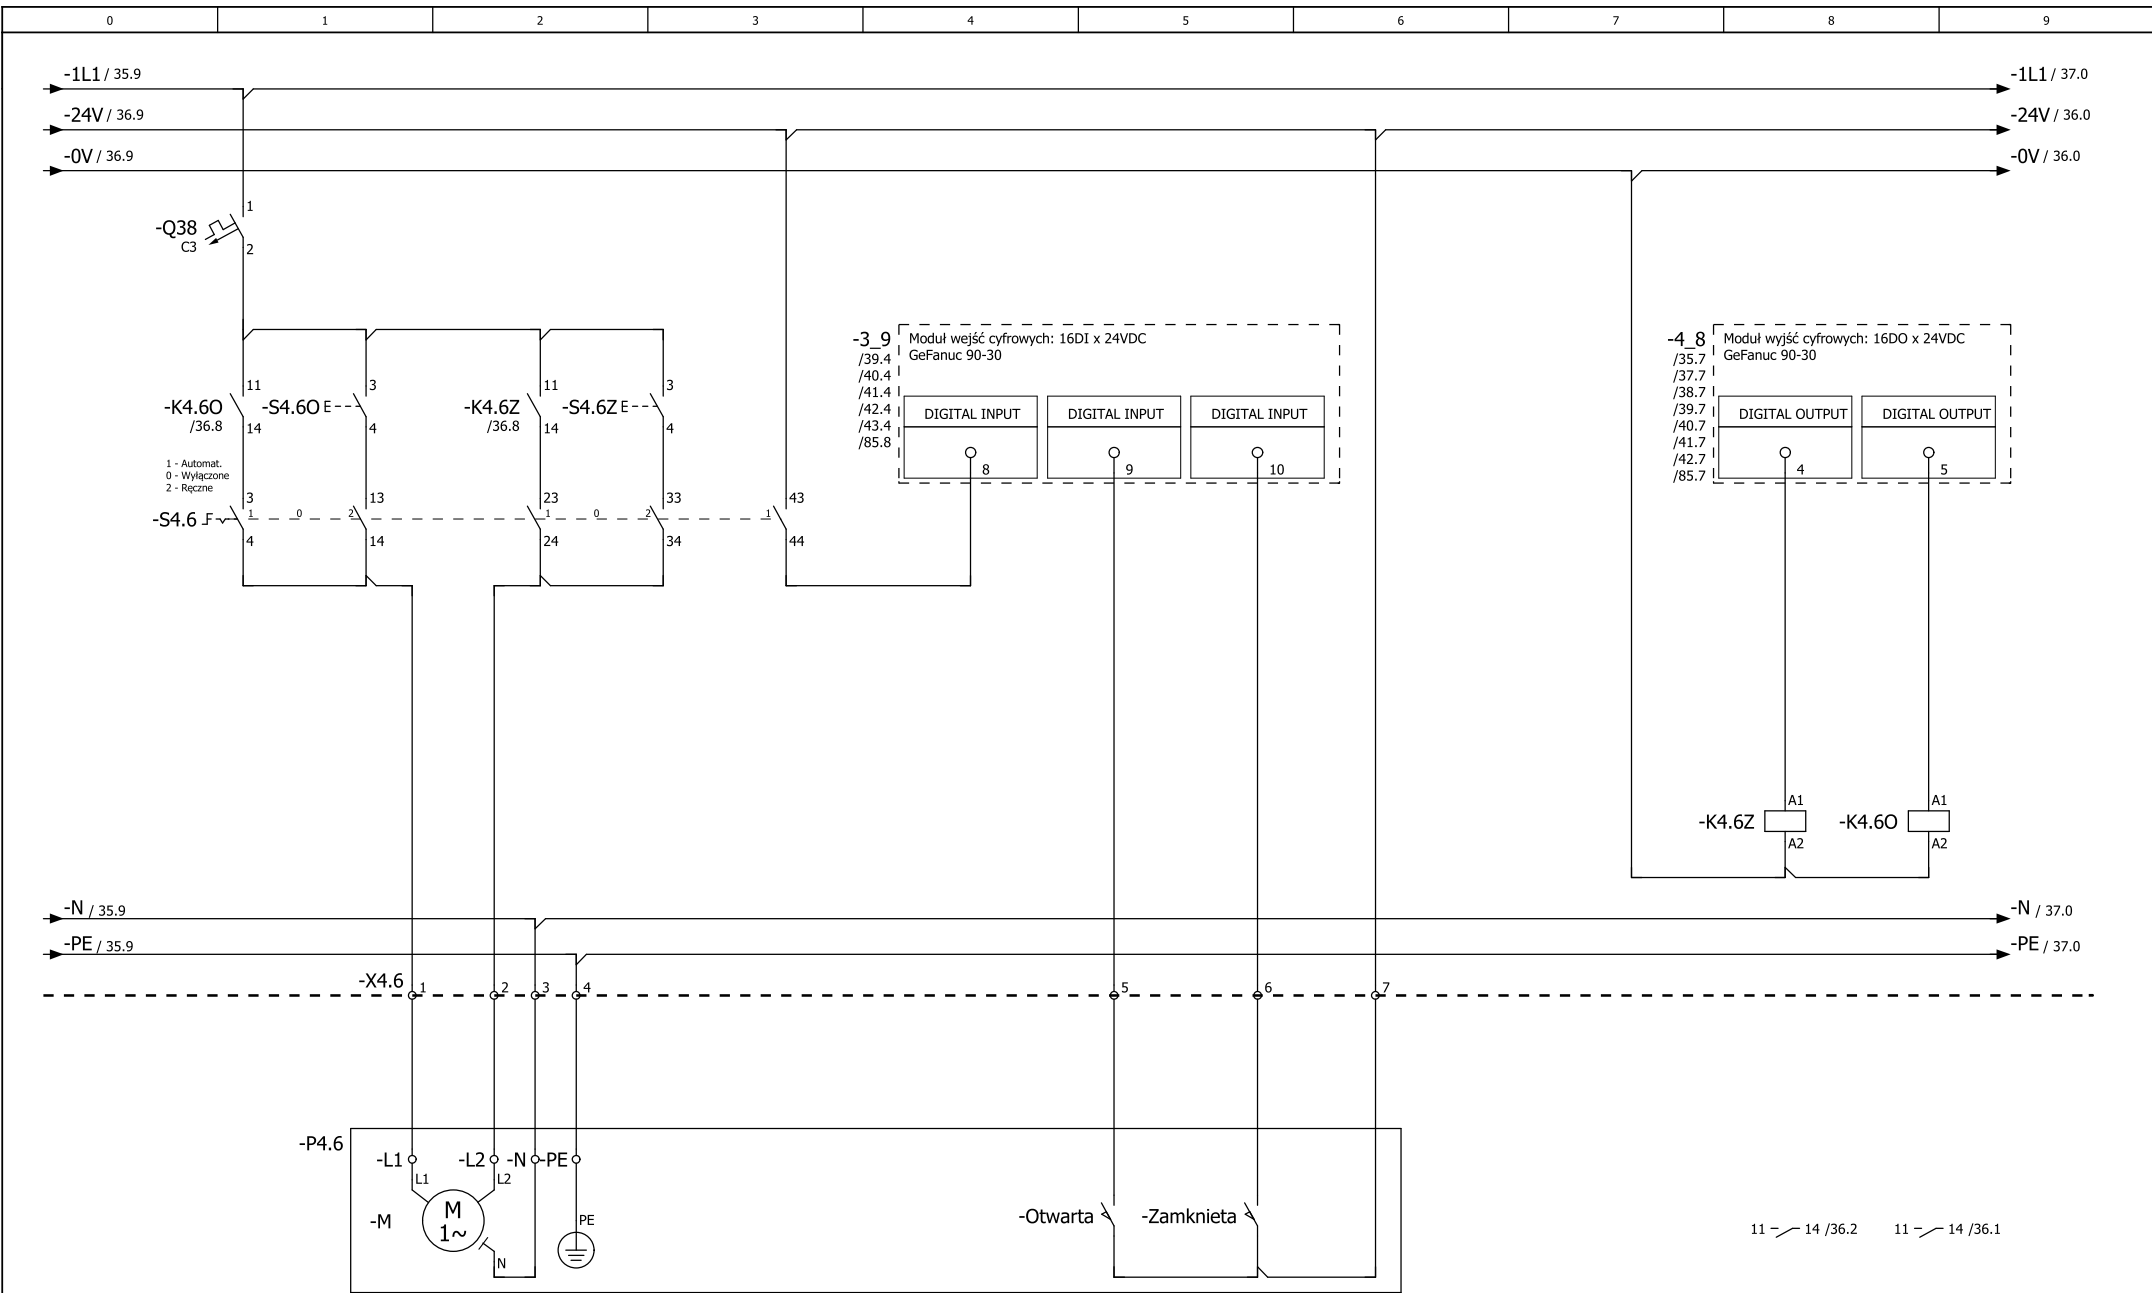 0 1 2 3 4 5 6 7 8 9
-1L1 / 35.9
-1L1 / 37.0
-24V / 36.9
-24V / 36.0
-0V / 36.9
-0V / 36.0
1
-Q38
C3
2
-3_9
/39.4
/40.4
/41.4
/42.4
/43.4
/85.8
Moduł wejść cyfrowych: 16DI x 24VDC
GeFanuc 90-30
DIGITAL INPUT
8
DIGITAL INPUT
9
DIGITAL INPUT
10
-4_8
/35.7
/37.7
/38.7
/39.7
/40.7
/41.7
/42.7
/85.7
Moduł wyjść cyfrowych: 16DO x 24VDC
GeFanuc 90-30
DIGITAL OUTPUT
4
DIGITAL OUTPUT
5
11
-K4.6O
/36.8
14
3
-S4.6O E
4
11
-K4.6Z
/36.8
14
3
-S4.6Z E
4
1 - Automat.
0 - Wyłączone
2 - Ręczne
3 13 23 33 43
-S4.6 1 0 2 1 0 2 1
4 14 24 34 44
A1 A1
-K4.6Z -K4.6O
A2 A2
-N / 35.9
-N / 37.0
-PE / 35.9
-PE / 37.0
-X4.6 1 2 3 4 5 6 7
-P4.6
-L1 -L2 -N -PE
L1 L2
-M
M
1~
N
PE
-Otwarta
-Zamknieta
11 14 /36.2
11 14 /36.1